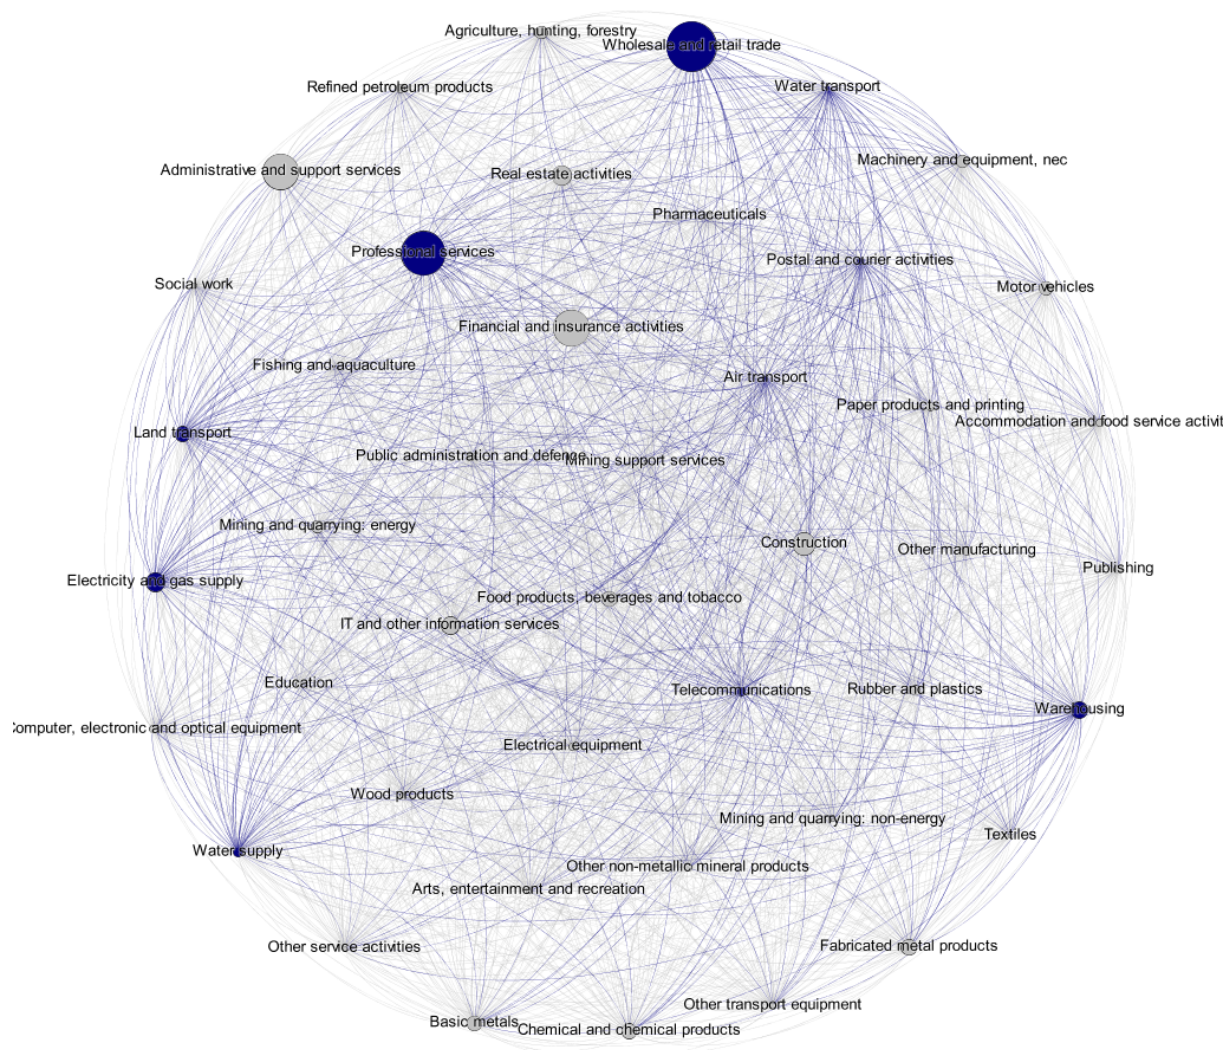 Agriculture, hunting, forestry
Wholesale and retail trade
Refined petroleum products
Water transport
Machinery and equipment, nec
Administrative and support services
Real estate activities
Pharmaceuticals
Professional services
Postal and courier activities
Social work
Motor vehicles
Financial and insurance activities
Fishing and aquaculture
Air transport
Paper products and printing
Accommodation and food service activit
Land transport
Public administration and defence
Mining support services
Mining and quarrying: energy
Construction
Other manufacturing
Publishing
Electricity and gas supply
Food products, beverages and tobacco
IT and other information services
Education
Telecommunications
Rubber and plastics
Warehousing
Computer, electronic and optical equipment
Electrical equipment
Wood products
Mining and quarrying: non-energy
Textiles
Water supply
Other non-metallic mineral products
Arts, entertainment and recreation
Other service activities
Fabricated metal products
Other transport equipment
Basic metals
Chemical and chemical products